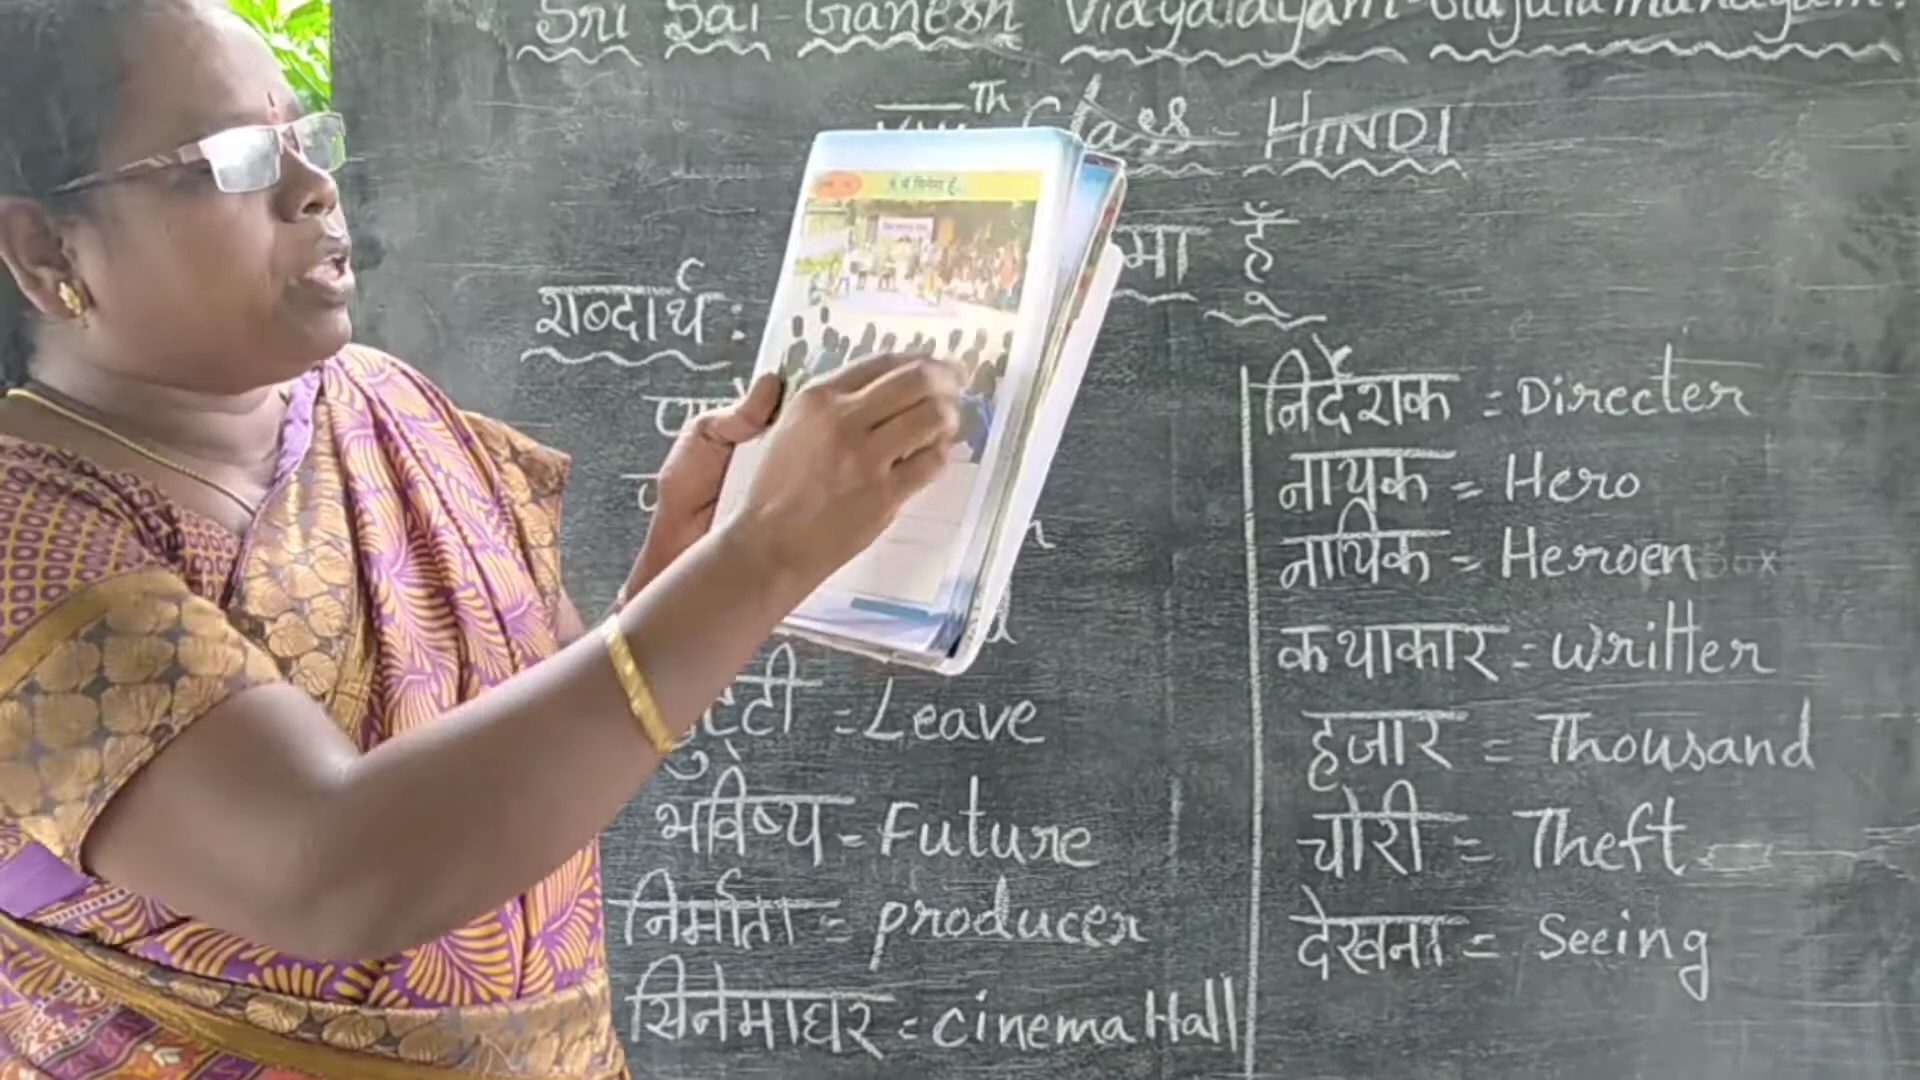 Sri Sai Ganesh Vidyalayam
Th Class HINDI
मा हूँ
शब्दार्थ :
निर्देशक = Directer
नायक = Hero
नायिक = Heroen
कथाकार = Writter
छुट्टी = Leave
हजार = Thousand
भविष्य = Future
चोरी = Theft
निर्माता = producer
देखना = Seeing
सिनेमाघर = cinema Hall